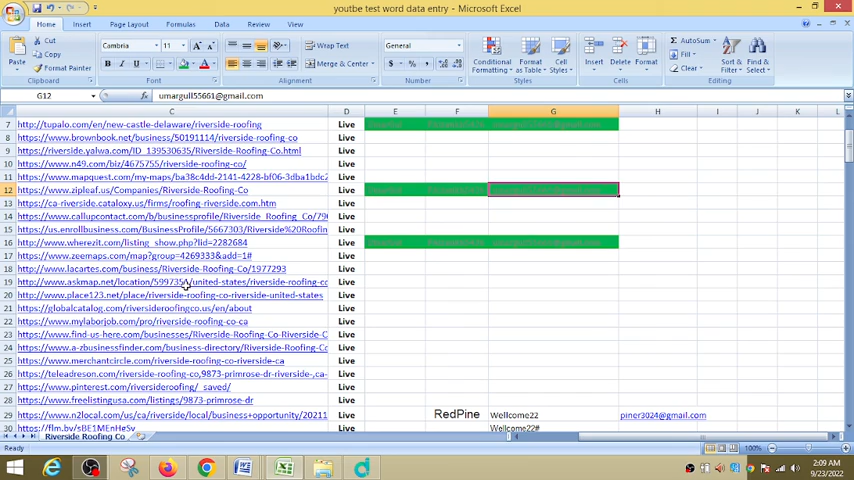 youtbe test word data entry - Microsoft Excel
Home Insert Page Layout Formulas Data Review View
Cut
Copy
Format Painter
Paste
Clipboard
Cambria 11
B I U
Font
Wrap Text
Merge & Center
Alignment
General
$ % ,
Number
Conditional Formatting
Format as Table
Cell Styles
Styles
Insert Delete Format
Cells
AutoSum
Fill
Clear
Sort & Filter
Find & Select
Editing
G12 umargull55661@gmail.com
C D E F G H I J K L
7 http://tupalo.com/en/new-castle-delaware/riverside-roofing Live
8 https://www.brownbook.net/business/50191114/riverside-roofing-co Live
9 https://riverside.yalwa.com/ID_139530635/Riverside-Roofing-Co.html Live
10 https://www.n49.com/biz/4675755/riverside-roofing-co/ Live
11 https://www.mapquest.com/my-maps/ba38c4dd-2141-4228-bf06-3dba1bdc2 Live
12 https://www.zipleaf.us/Companies/Riverside-Roofing-Co Live
13 https://ca-riverside.cataloxy.us/firms/roofing-riverside.com.htm Live
14 https://www.callupcontact.com/b/businessprofile/Riverside_Roofing_Co/790 Live
15 https://us.enrollbusiness.com/BusinessProfile/5667303/Riverside%20Roofin Live
16 https://www.wherezit.com/listing_show.php?lid=2282684 Live
17 https://www.zeemaps.com/map?group=4269333&add=1# Live
18 https://www.lacartes.com/business/Riverside-Roofing-Co/1977293 Live
19 https://www.askmap.net/location/5997354/united-states/riverside-roofing-co Live
20 https://www.place123.net/place/riverside-roofing-co-riverside-united-states Live
21 https://globalcatalog.com/riversideroofingco.us/en/about Live
22 https://www.mylaborjob.com/pro/riverside-roofing-co-ca Live
23 https://www.find-us-here.com/businesses/Riverside-Roofing-Co-Riverside-C Live
24 https://www.a-zbusinessfinder.com/business-directory/Riverside-Roofing-Co Live
25 https://www.merchantcircle.com/riverside-roofing-co-riverside-ca Live
26 https://teleadreson.com/riverside-roofing-co,9873-primrose-dr-riverside-,ca- Live
27 https://www.pinterest.com/riversideroofing/_saved/ Live
28 https://www.freelistingusa.com/listings/9873-primrose-dr Live
29 https://www.n2local.com/us/ca/riverside/local/business+opportunity/20211 Live RedPine Wellcome22 piner3024@gmail.com
30 https://flm.by/sBE1MEnHeSv Live Wellcome22#
Riverside Roofing Co
Ready 100%
2:09 AM
9/23/2022